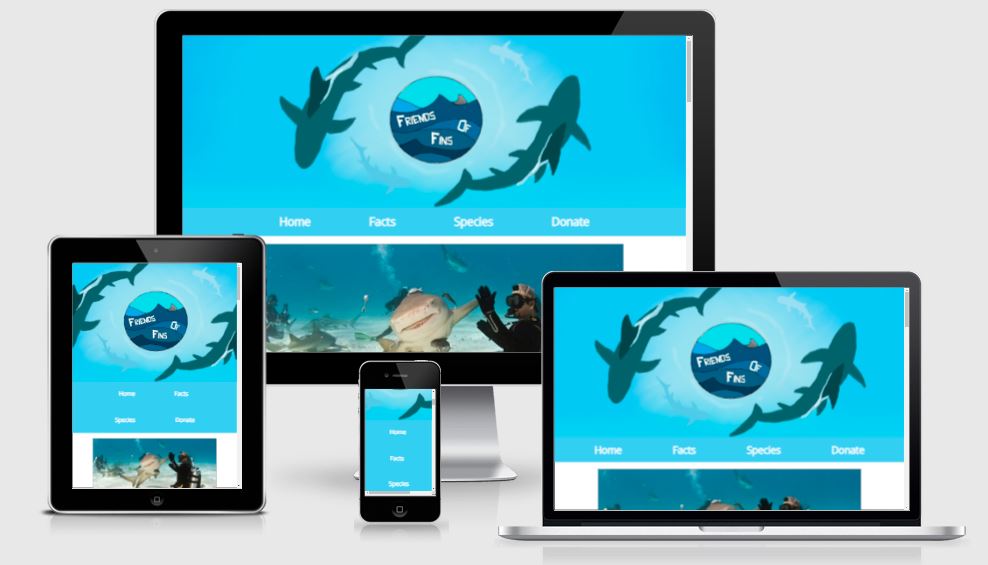 FRIENDS
OF
FINS
Home Facts Species Donate
FRIENDS
OF
FINS
Home Facts
Species Donate
Home
Facts
Species
FRIENDS
OF
FINS
Home Facts Species Donate